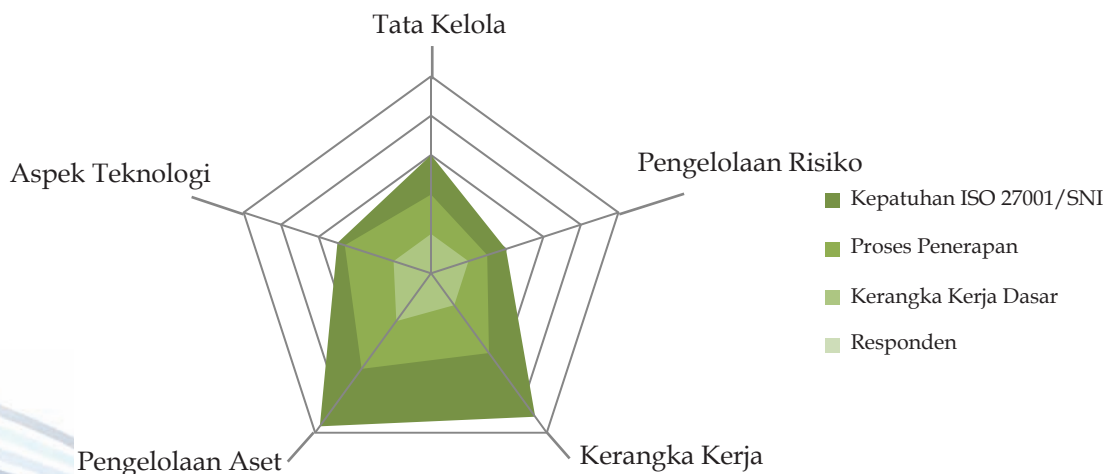 Tata Kelola
Pengelolaan Risiko
Aspek Teknologi
Kepatuhan ISO 27001/SNI
Proses Penerapan
Kerangka Kerja Dasar
Responden
Pengelolaan Aset
Kerangka Kerja